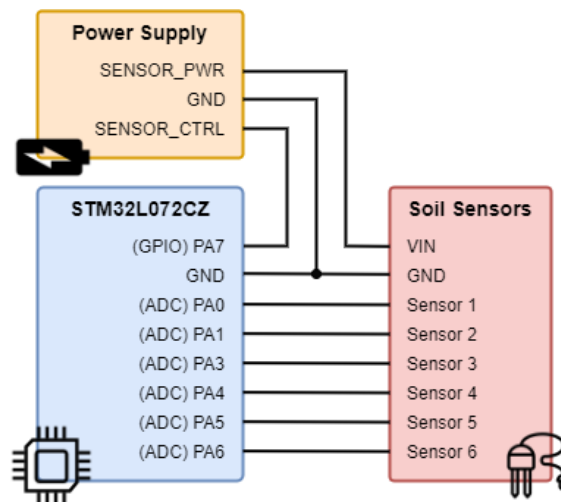 Power Supply
SENSOR_PWR
GND
SENSOR_CTRL
STM32L072CZ
(GPIO) PA7
GND
(ADC) PA0
(ADC) PA1
(ADC) PA3
(ADC) PA4
(ADC) PA5
(ADC) PA6
Soil Sensors
VIN
GND
Sensor 1
Sensor 2
Sensor 3
Sensor 4
Sensor 5
Sensor 6